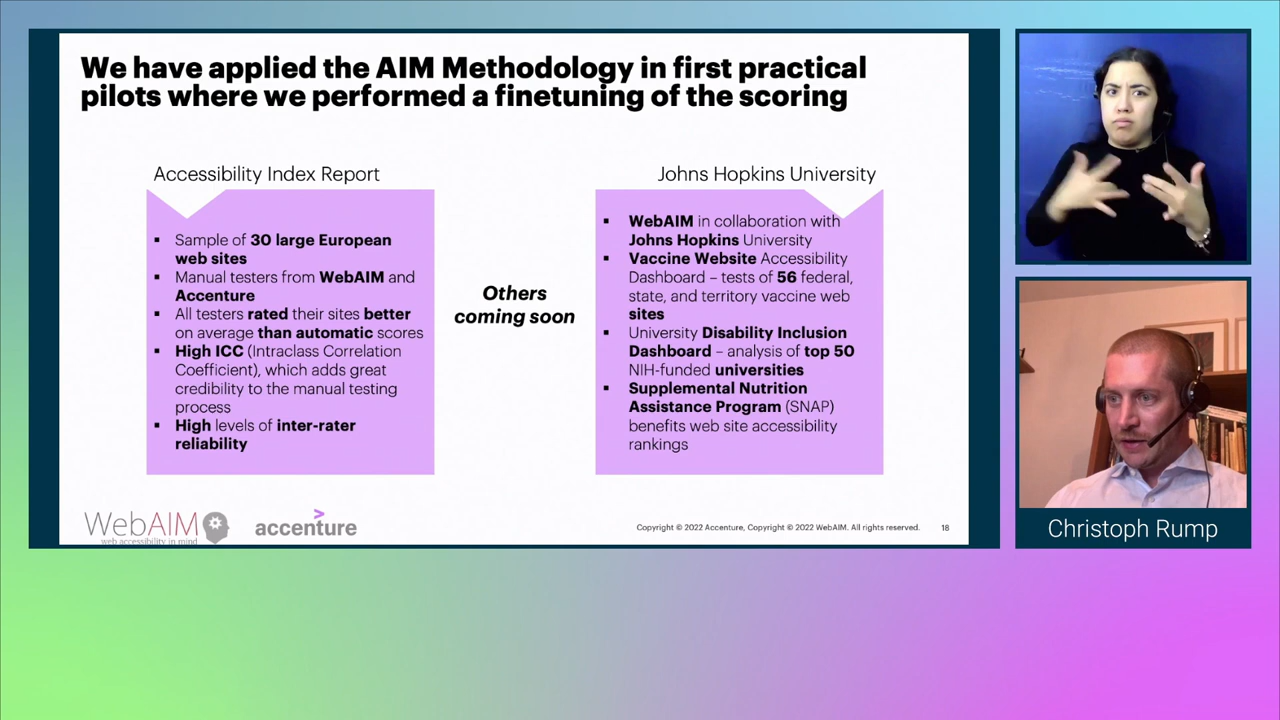 We have applied the AIM Methodology in first practical
pilots where we performed a finetuning of the scoring
Accessibility Index Report
▪ Sample of 30 large European
web sites
▪ Manual testers from WebAIM and
Accenture
▪ All testers rated their sites better
on average than automatic scores
▪ High ICC (Intraclass Correlation
Coefficient), which adds great
credibility to the manual testing
process
▪ High levels of inter-rater
reliability
Others
coming soon
Johns Hopkins University
▪ WebAIM in collaboration with
Johns Hopkins University
▪ Vaccine Website Accessibility
Dashboard – tests of 56 federal,
state, and territory vaccine web
sites
▪ University Disability Inclusion
Dashboard – analysis of top 50
NIH-funded universities
▪ Supplemental Nutrition
Assistance Program (SNAP)
benefits web site accessibility
rankings
WebAIM
web accessibility in mind
accenture
Copyright © 2022 Accenture, Copyright © 2022 WebAIM. All rights reserved. 18
Christoph Rump